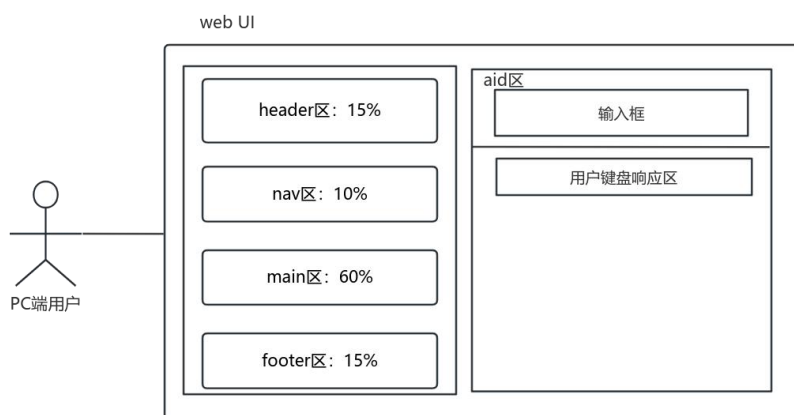 web UI
header区：15%
nav区：10%
main区：60%
footer区：15%
aid区
输入框
用户键盘响应区
PC端用户